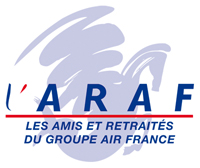 L'ARAF
LES AMIS ET RETRAITÉS
DU GROUPE AIR FRANCE